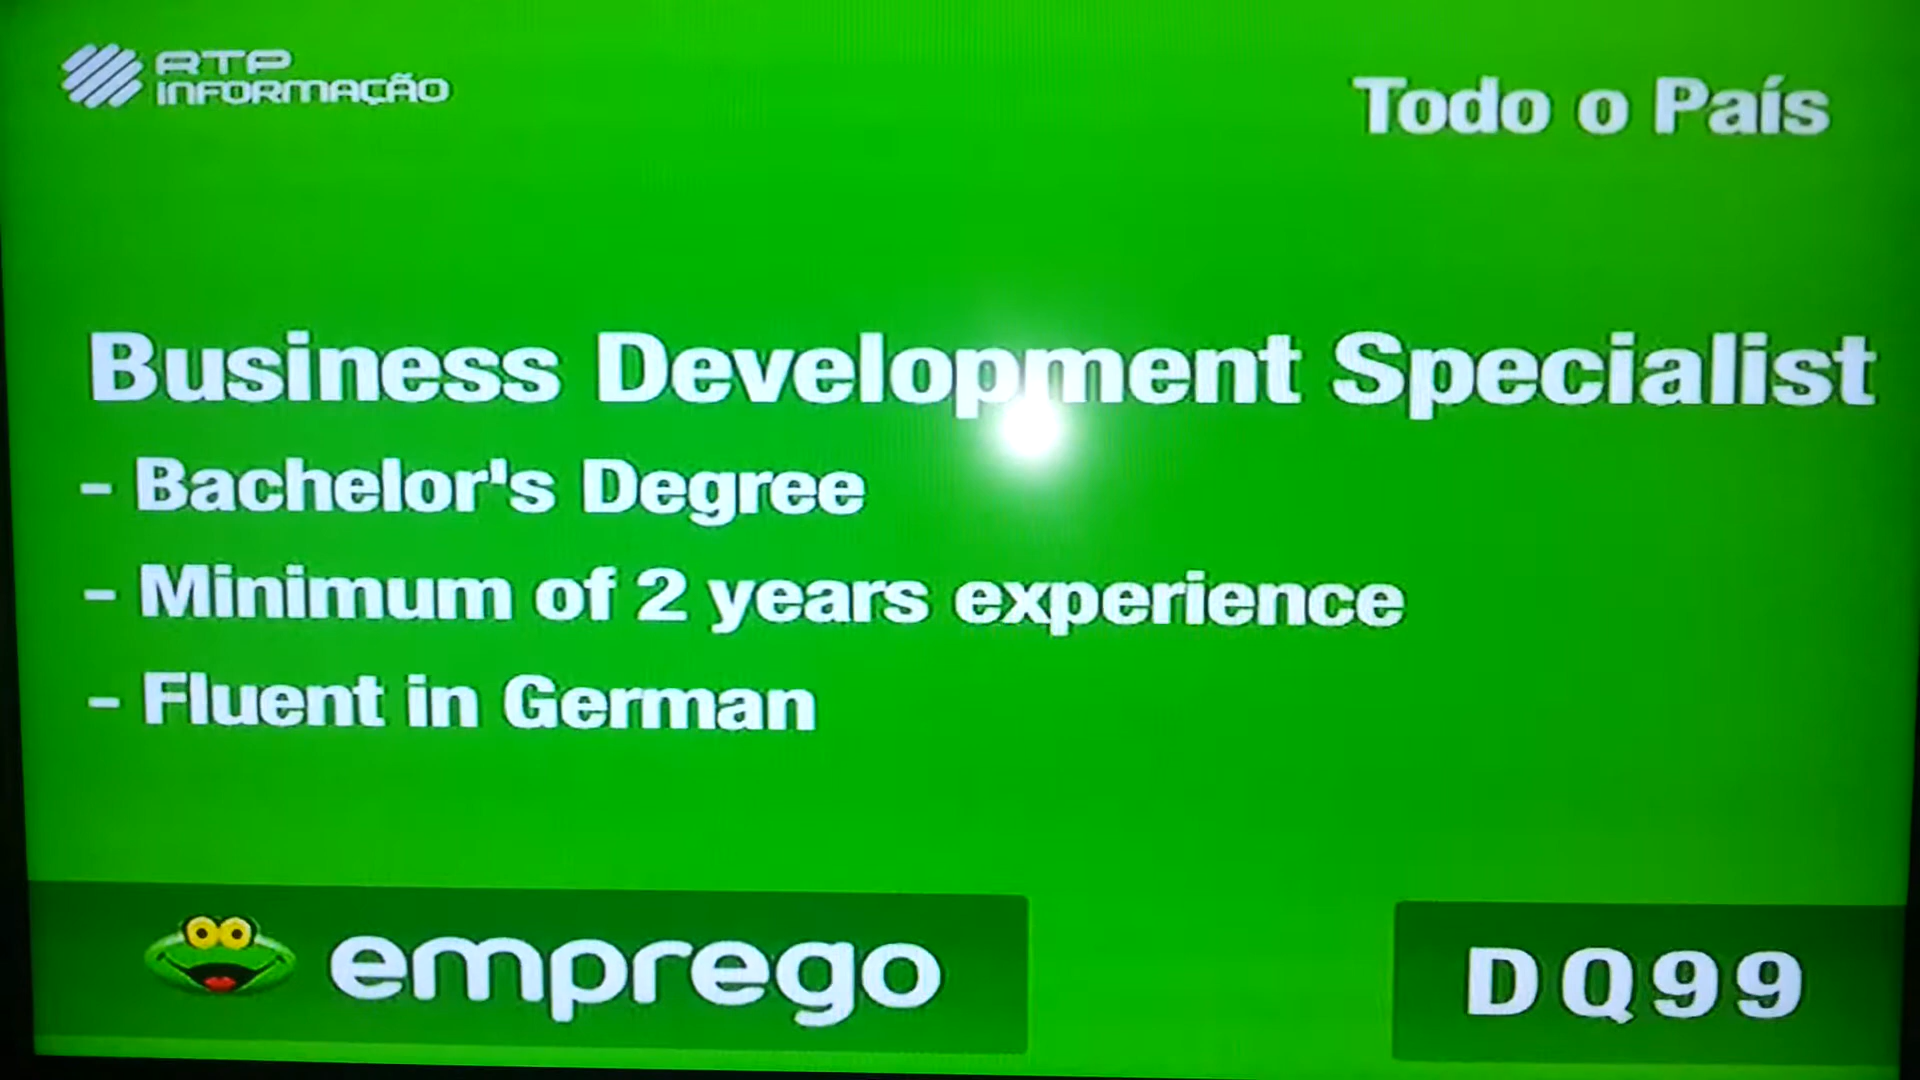 RTP
INFORMAÇÃO
Todo o País
Business Development Specialist
- Bachelor's Degree
- Minimum of 2 years experience
- Fluent in German
emprego
DQ99